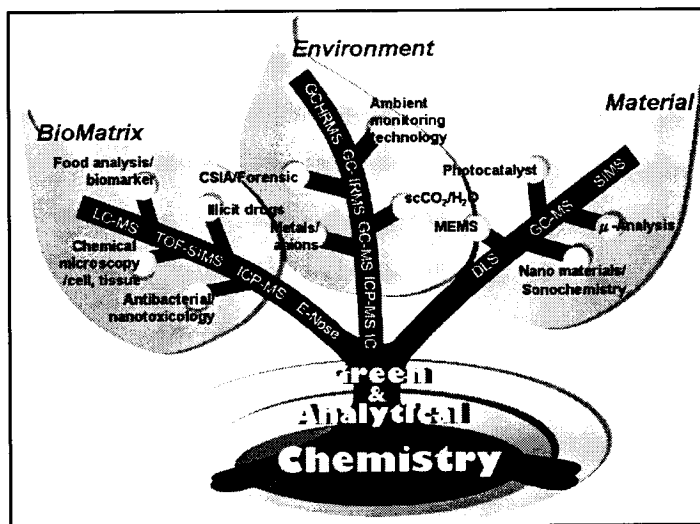 Environment
Material
BioMatrix
GC-HRMS
GC-IRMS
GC-MS
ICP-MS
IC
Ambient
monitoring
technology
CSIA/Forensic
Metals/
anions
scCO₂/H₂O
Food analysis/
biomarker
Illicit drugs
LC-MS
TOF-SIMS
ICP-MS
E-Nose
Chemical
microscopy
/cell, tissue
Antibacterial/
nanotoxicology
Photocatalyst
MEMS
SIMS
GC-MS
DLS
µ-Analysis
Nano materials/
Sonochemistry
Green
&
Analytical
Chemistry